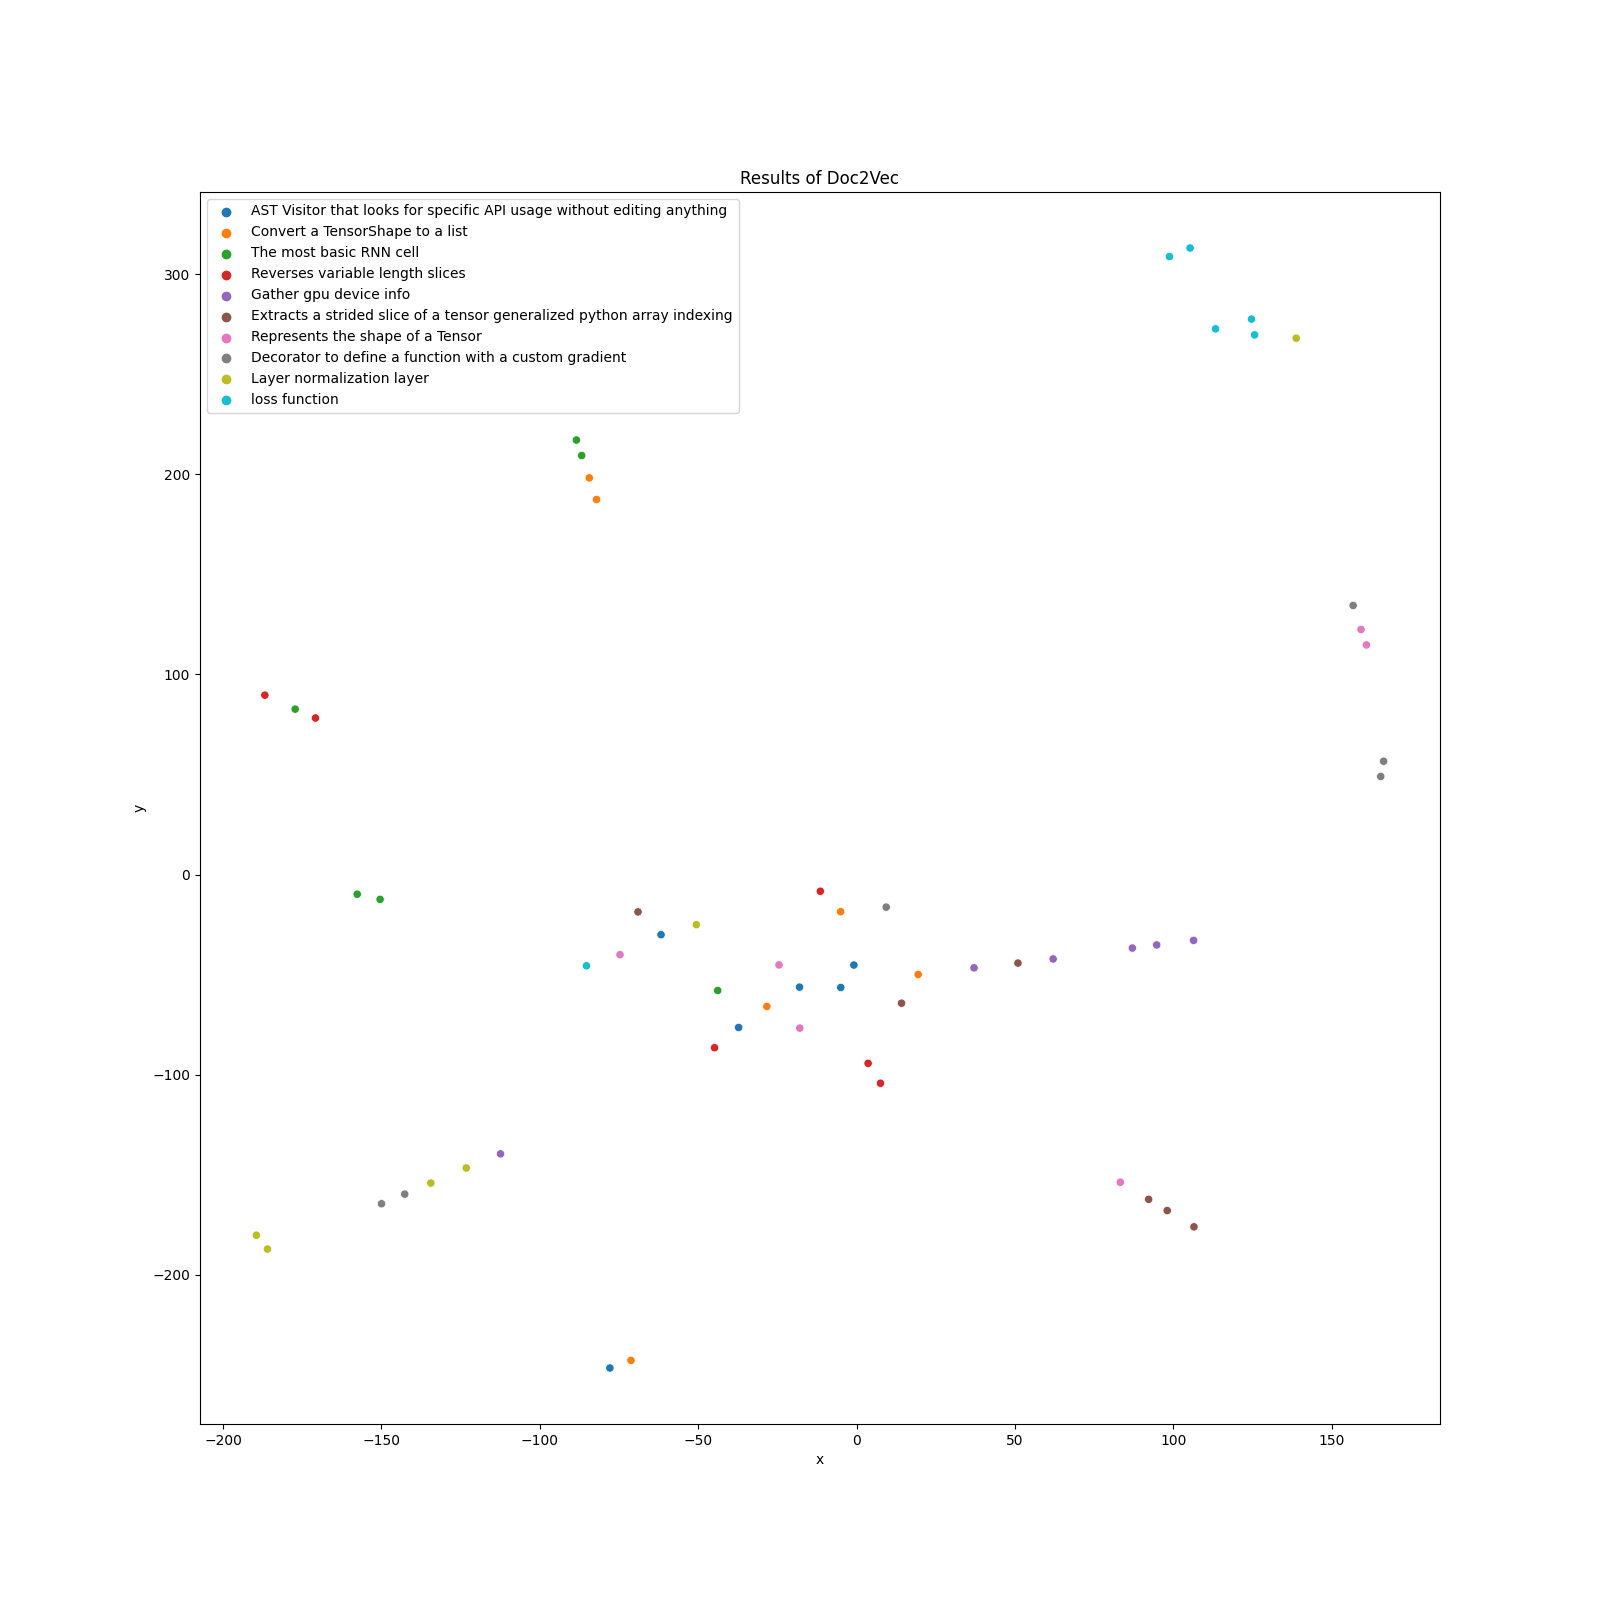 Results of Doc2Vec
AST Visitor that looks for specific API usage without editing anything
Convert a TensorShape to a list
The most basic RNN cell
Reverses variable length slices
Gather gpu device info
Extracts a strided slice of a tensor generalized python array indexing
Represents the shape of a Tensor
Decorator to define a function with a custom gradient
Layer normalization layer
loss function
300
200
100
0
−100
−200
y
−200 −150 −100 −50 0 50 100 150
x